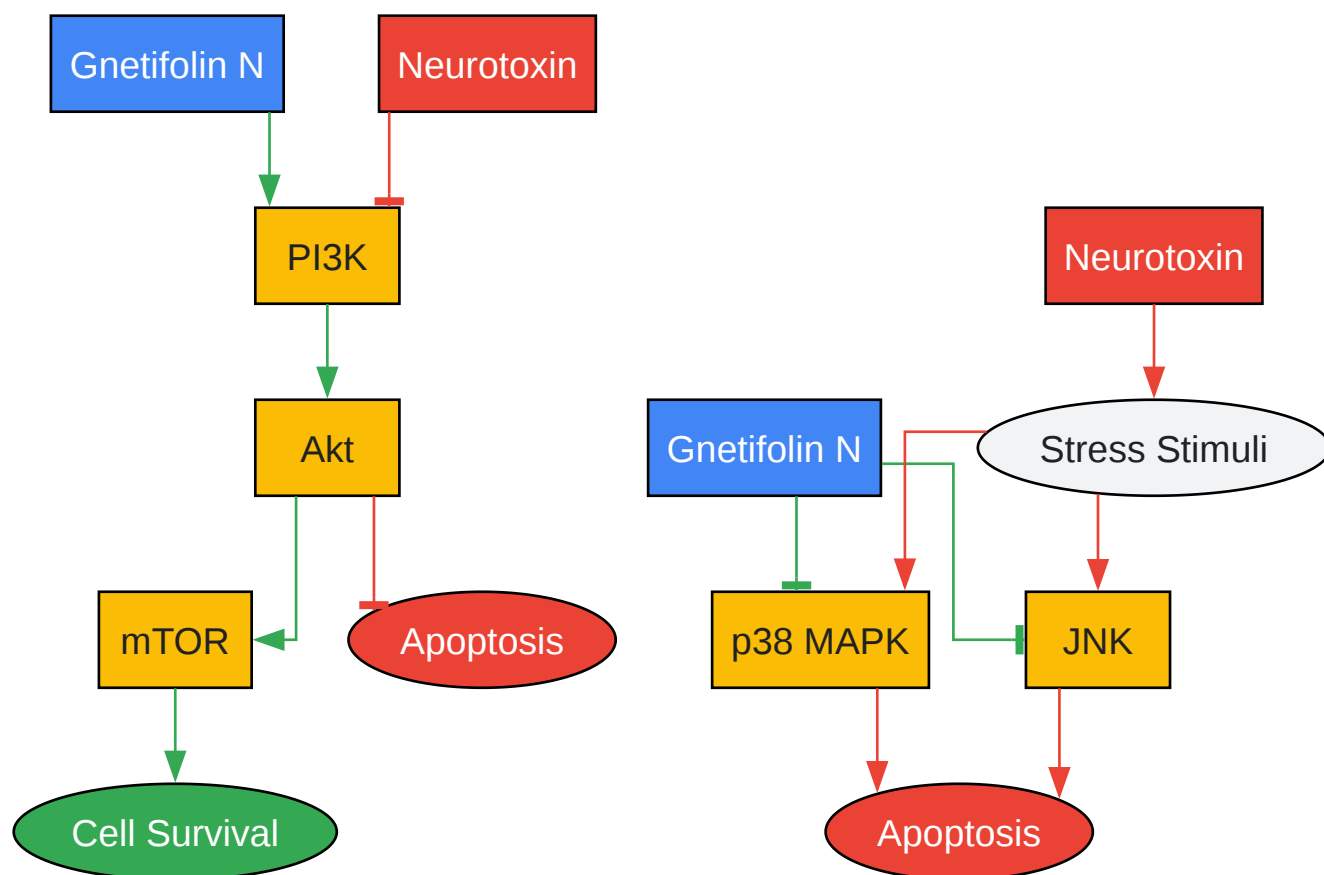 Gnetifolin N
Neurotoxin
PI3K
Neurotoxin
Akt
Gnetifolin N
Stress Stimuli
mTOR
Apoptosis
p38 MAPK
JNK
Cell Survival
Apoptosis